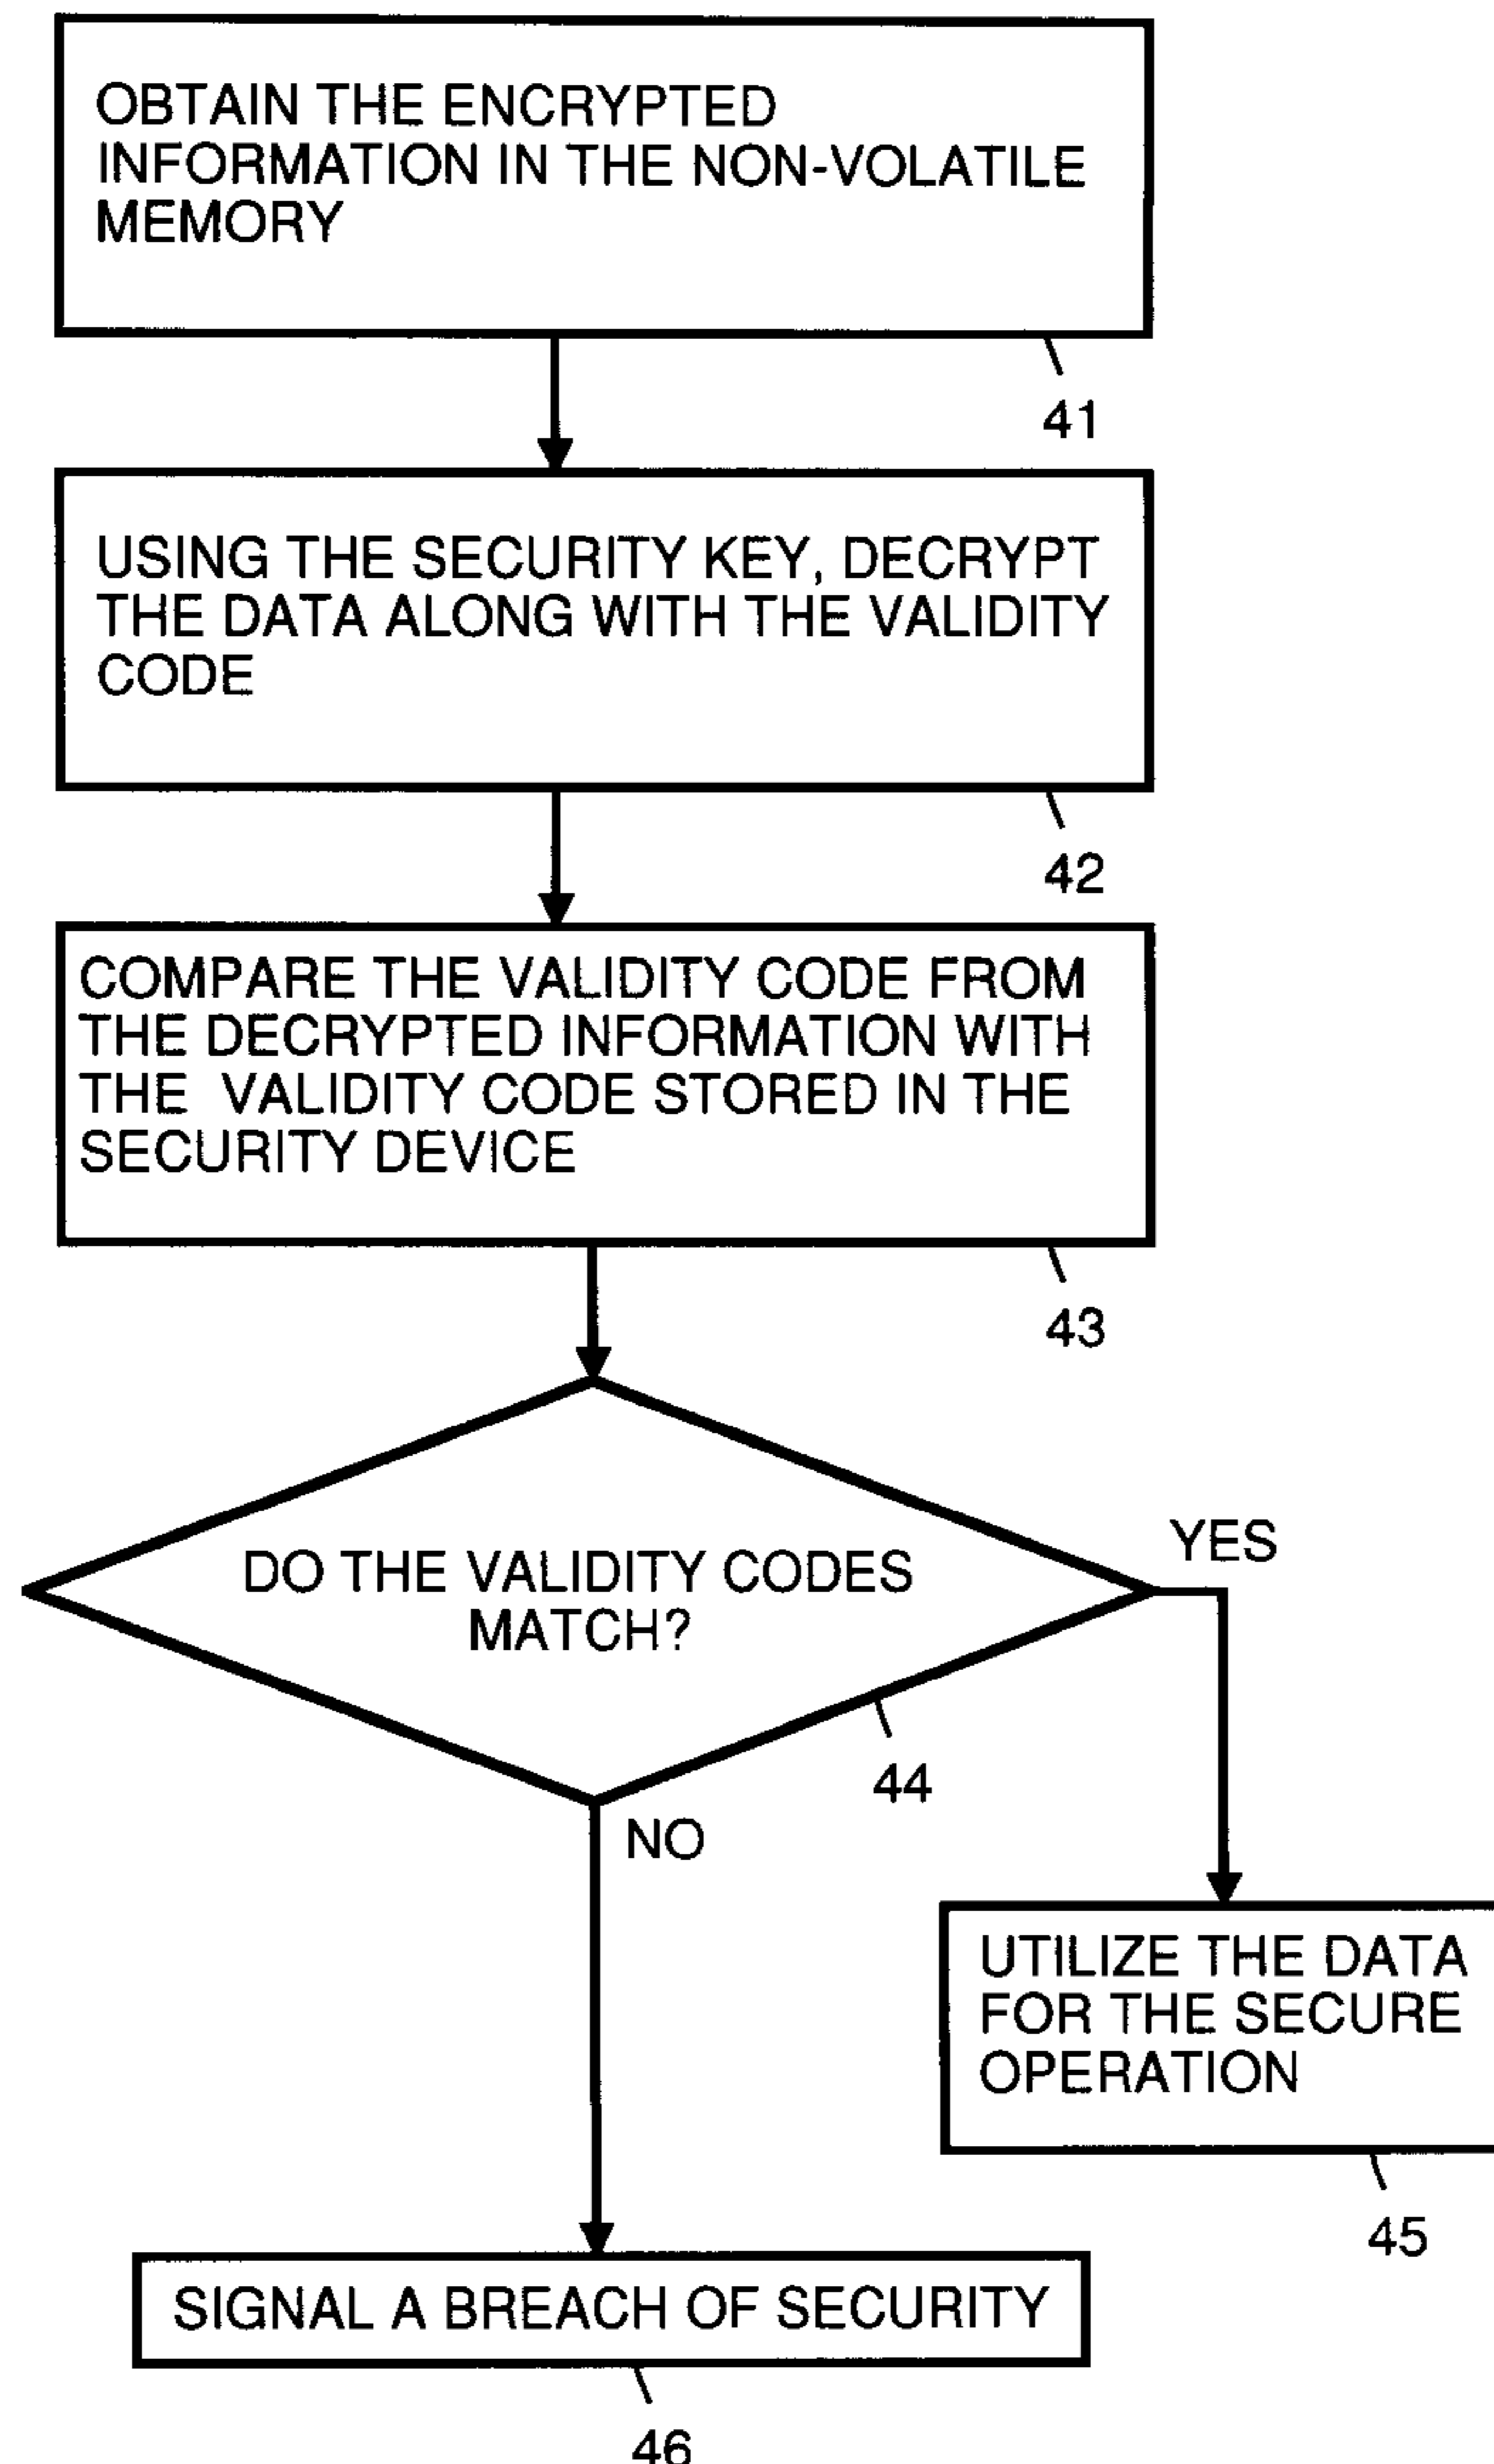 OBTAIN THE ENCRYPTED
INFORMATION IN THE NON-VOLATILE
MEMORY
41
USING THE SECURITY KEY, DECRYPT
THE DATA ALONG WITH THE VALIDITY
CODE
42
COMPARE THE VALIDITY CODE FROM
THE DECRYPTED INFORMATION WITH
THE VALIDITY CODE STORED IN THE
SECURITY DEVICE
43
DO THE VALIDITY CODES
MATCH?
YES
44
NO
UTILIZE THE DATA
FOR THE SECURE
OPERATION
45
SIGNAL A BREACH OF SECURITY
46